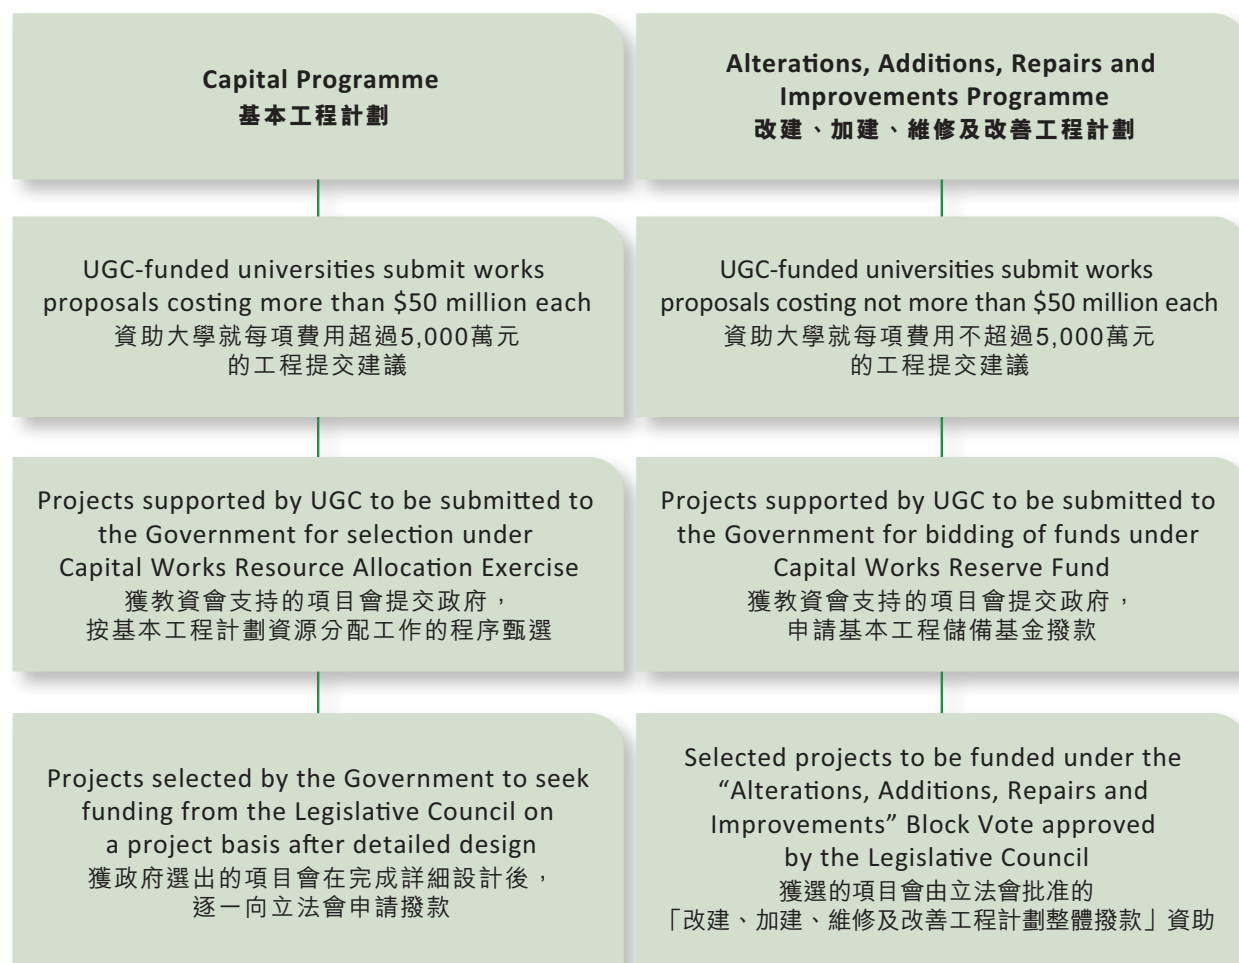 Capital Programme
基本工程計劃
UGC-funded universities submit works
proposals costing more than $50 million each
資助大學就每項費用超過5,000萬元
的工程提交建議
Projects supported by UGC to be submitted to
the Government for selection under
Capital Works Resource Allocation Exercise
獲教資會支持的項目會提交政府，
按基本工程計劃資源分配工作的程序甄選
Projects selected by the Government to seek
funding from the Legislative Council on
a project basis after detailed design
獲政府選出的項目會在完成詳細設計後，
逐一向立法會申請撥款
Alterations, Additions, Repairs and
Improvements Programme
改建、加建、維修及改善工程計劃
UGC-funded universities submit works
proposals costing not more than $50 million each
資助大學就每項費用不超過5,000萬元
的工程提交建議
Projects supported by UGC to be submitted to
the Government for bidding of funds under
Capital Works Reserve Fund
獲教資會支持的項目會提交政府，
申請基本工程儲備基金撥款
Selected projects to be funded under the
“Alterations, Additions, Repairs and
Improvements” Block Vote approved
by the Legislative Council
獲選的項目會由立法會批准的
「改建、加建、維修及改善工程計劃整體撥款」資助